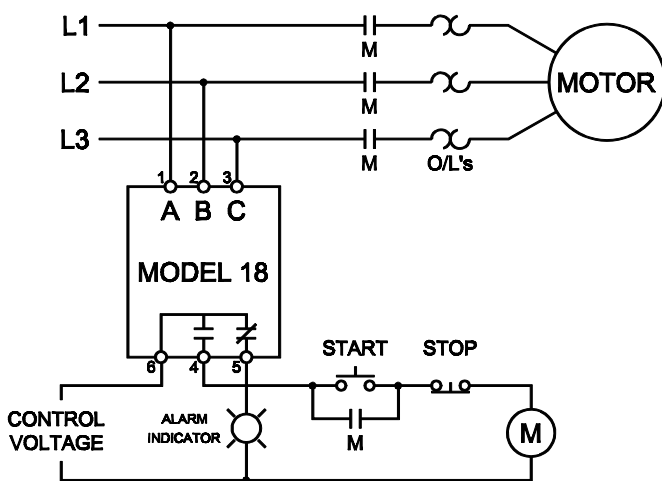 L1
M
L2
MOTOR
M
L3
M
O/L's
1 2 3
A B C
MODEL 18
6 4 5
START STOP
CONTROL
VOLTAGE
ALARM
INDICATOR
M
M